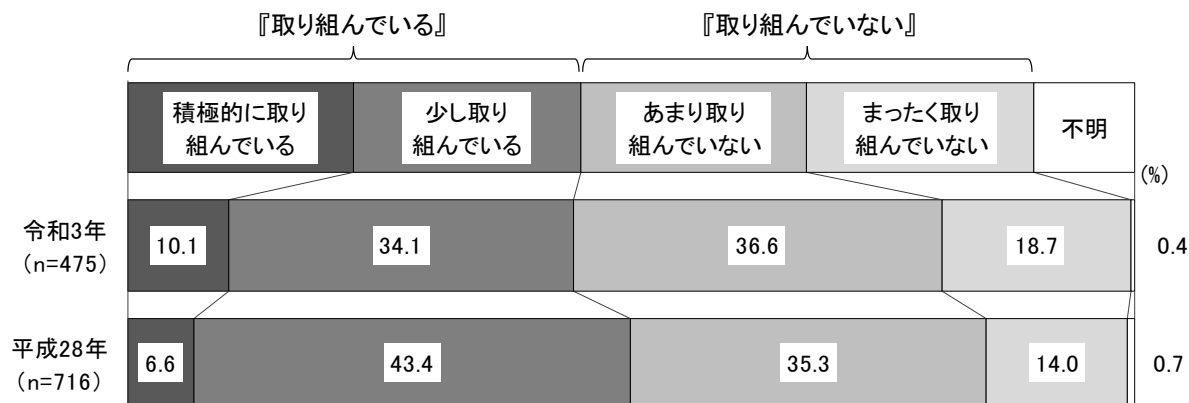 『取り組んでいる』 『取り組んでいない』
積極的に取り
組んでいる
少し取り
組んでいる
あまり取り
組んでいない
まったく取り
組んでいない
不明
(%)
令和3年
（n=475）
10.1 34.1 36.6 18.7 0.4
平成28年
（n=716）
6.6 43.4 35.3 14.0 0.7